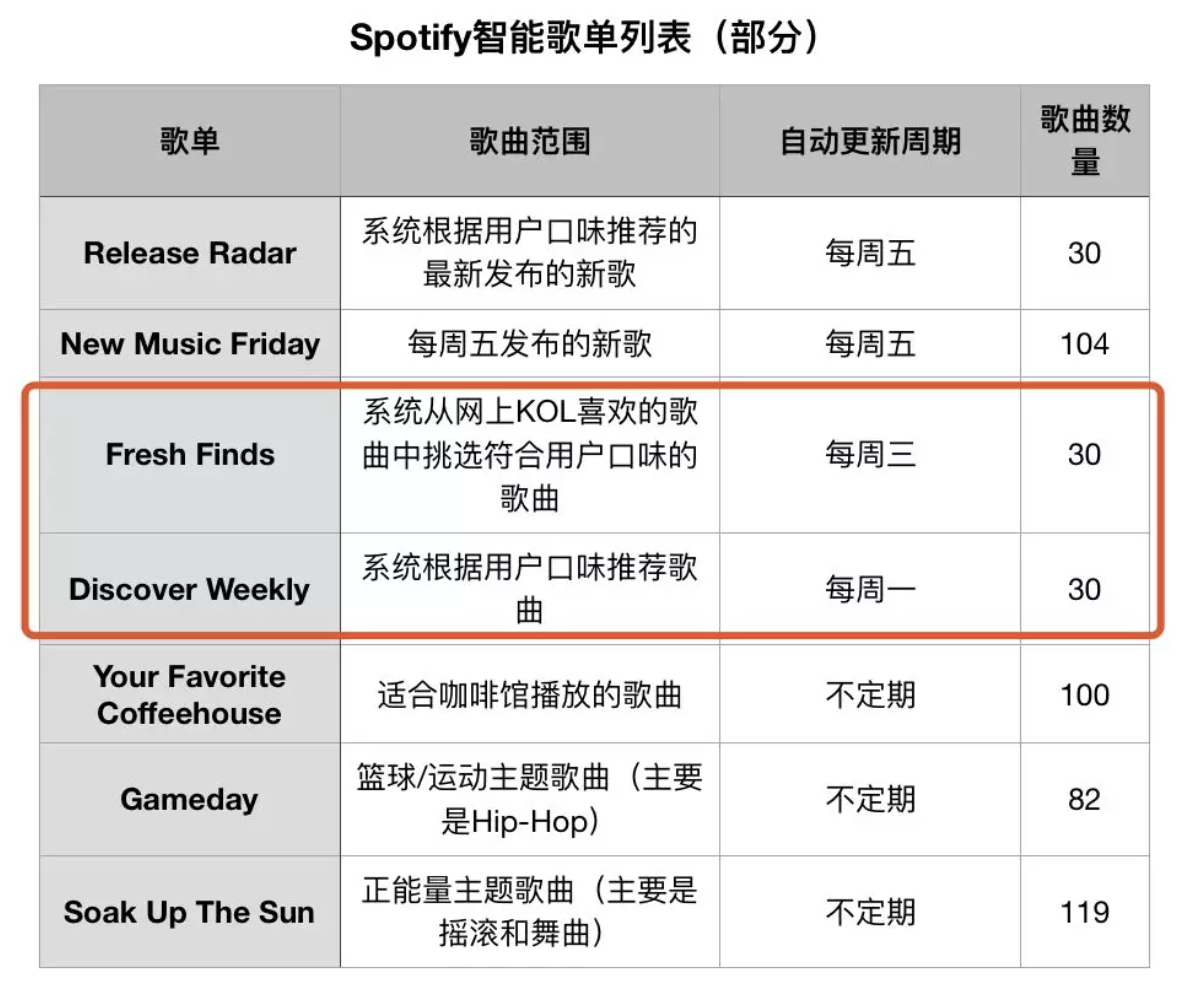 Spotify智能歌单列表（部分）
歌单
歌曲范围
自动更新周期
歌曲数
量
Release Radar
系统根据用户口味推荐的
最新发布的新歌
每周五
30
New Music Friday
每周五发布的新歌
每周五
104
Fresh Finds
系统从网上KOL喜欢的歌
曲中挑选符合用户口味的
歌曲
每周三
30
Discover Weekly
系统根据用户口味推荐歌
曲
每周一
30
Your Favorite
Coffeehouse
适合咖啡馆播放的歌曲
不定期
100
Gameday
篮球/运动主题歌曲（主要
是Hip-Hop）
不定期
82
Soak Up The Sun
正能量主题歌曲（主要是
摇滚和舞曲）
不定期
119